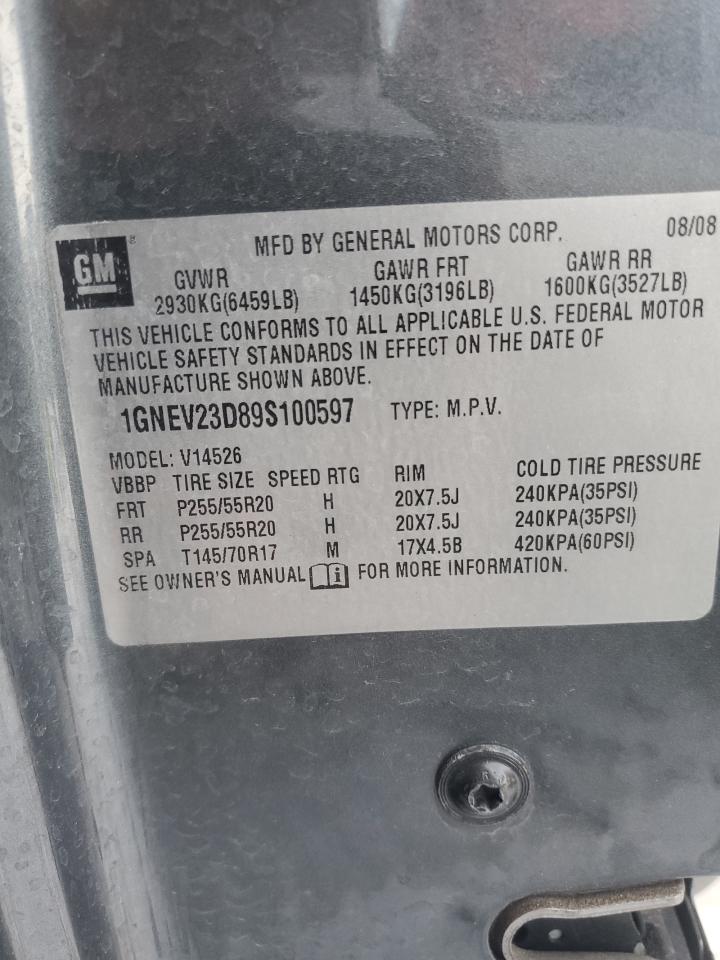 GM
MFD BY GENERAL MOTORS CORP. 08/08
GVWR GAWR FRT GAWR RR
2930KG(6459LB) 1450KG(3196LB) 1600KG(3527LB)
THIS VEHICLE CONFORMS TO ALL APPLICABLE U.S. FEDERAL MOTOR
VEHICLE SAFETY STANDARDS IN EFFECT ON THE DATE OF
MANUFACTURE SHOWN ABOVE.
1GNEV23D89S100597 TYPE: M.P.V.
MODEL: V14526
VBBP TIRE SIZE SPEED RTG RIM COLD TIRE PRESSURE
FRT P255/55R20 H 20X7.5J 240KPA(35PSI)
RR P255/55R20 H 20X7.5J 240KPA(35PSI)
SPA T145/70R17 M 17X4.5B 420KPA(60PSI)
SEE OWNER'S MANUAL i FOR MORE INFORMATION.